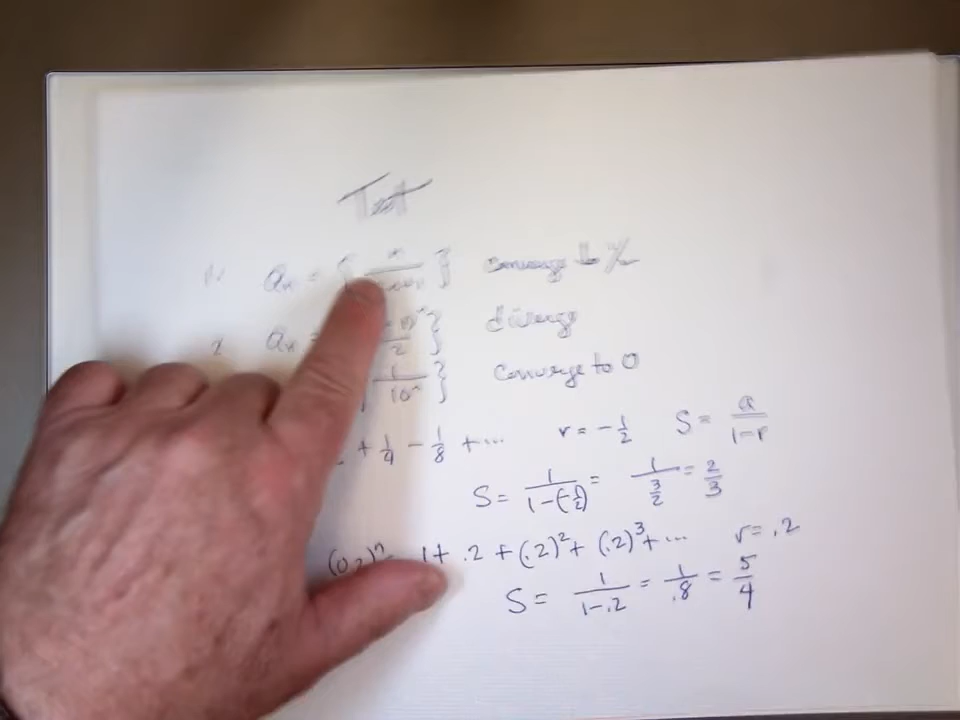 Test
1. aₙ = { } converge to
2 aₙ = } diverge
{ 1/10ⁿ } converge to 0
+ 1/4 - 1/8 + ... r = -1/2 S = a/(1-r)
S = 1/(1-(-1/2)) = 1/(3/2) = 2/3
(0.2)ⁿ 1 + .2 + (.2)² + (.2)³ + ... r = .2
S = 1/(1-.2) = 1/.8 = 5/4